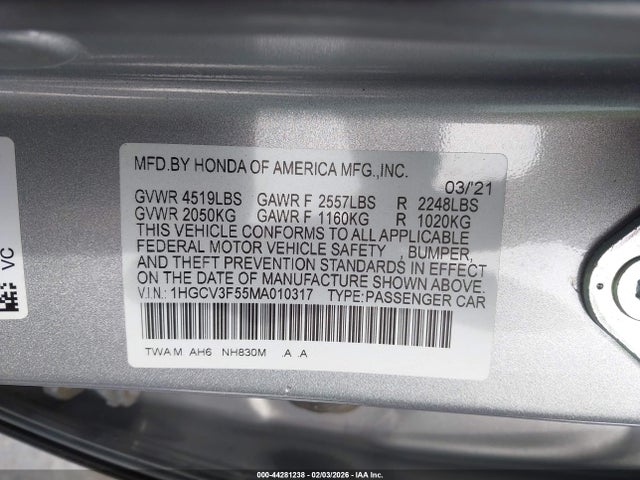 MFD.BY HONDA OF AMERICA MFG.,INC.
03/'21
GVWR 4519LBS GAWR F 2557LBS R 2248LBS
GVWR 2050KG GAWR F 1160KG R 1020KG
THIS VEHICLE CONFORMS TO ALL APPLICABLE
FEDERAL MOTOR VEHICLE SAFETY , BUMPER,
AND THEFT PREVENTION STANDARDS IN EFFECT
ON THE DATE OF MANUFACTURE SHOWN ABOVE.
V.I.N.: 1HGCV3F55MA010317 TYPE:PASSENGER CAR
TWA M AH6 NH830M .A .A
VC
000-44281238 - 02/03/2026 - IAA Corp.